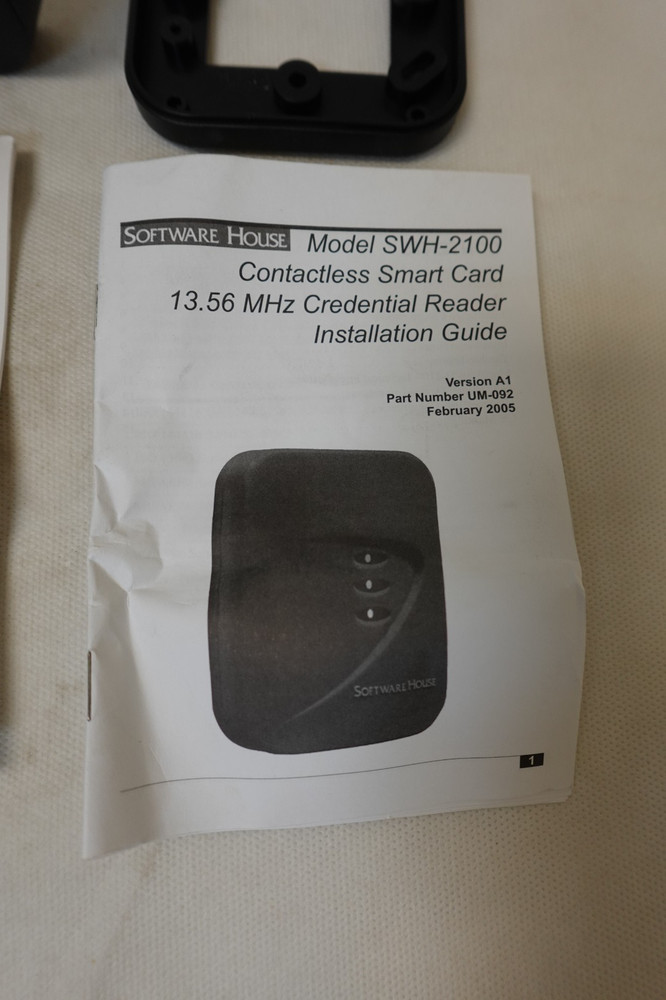 SOFTWARE HOUSE Model SWH-2100
Contactless Smart Card
13.56 MHz Credential Reader
Installation Guide
Version A1
Part Number UM-092
February 2005
SOFTWARE HOUSE
1